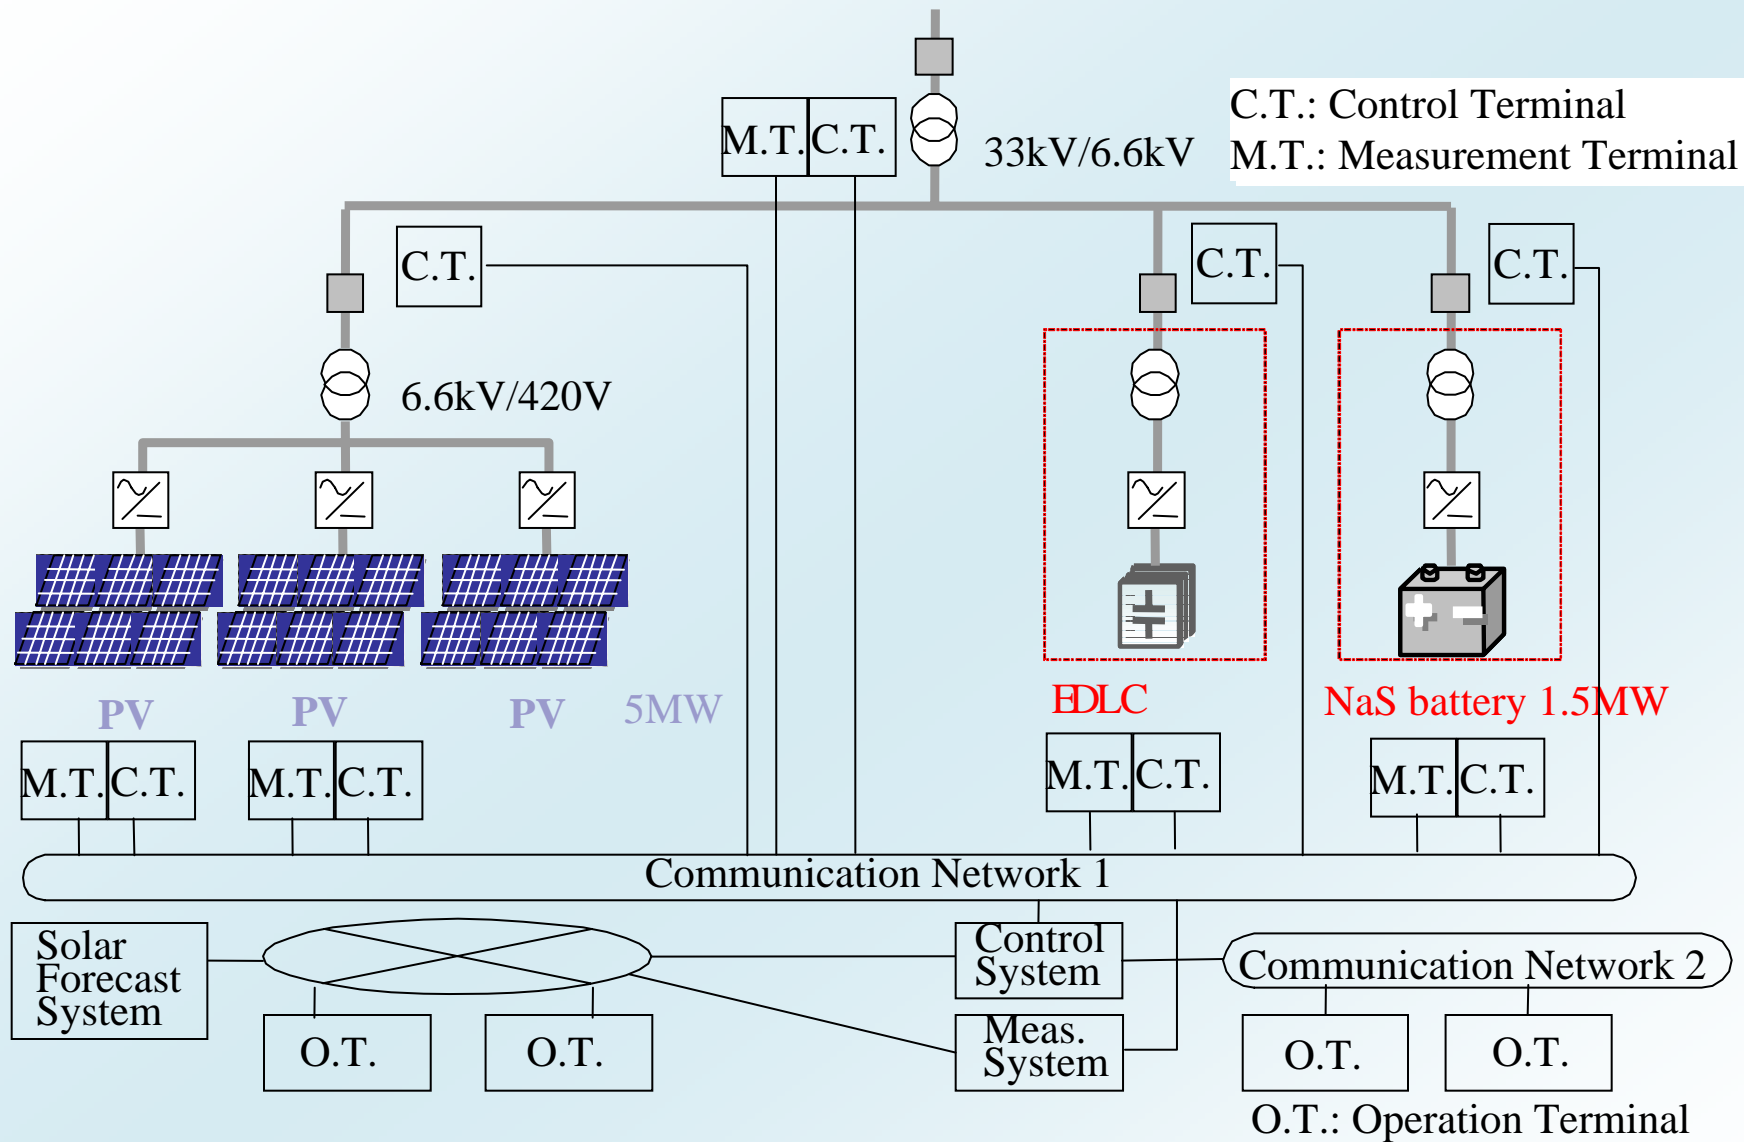 C.T.: Control Terminal
M.T.: Measurement Terminal
M.T. C.T.
33kV/6.6kV
C.T.
C.T.
C.T.
6.6kV/420V
PV
PV
PV
5MW
EDLC
NaS battery 1.5MW
M.T. C.T.
M.T. C.T.
M.T. C.T.
M.T. C.T.
Communication Network 1
Solar
Forecast
System
Control
System
Communication Network 2
Meas.
System
O.T.
O.T.
O.T.
O.T.
O.T.: Operation Terminal